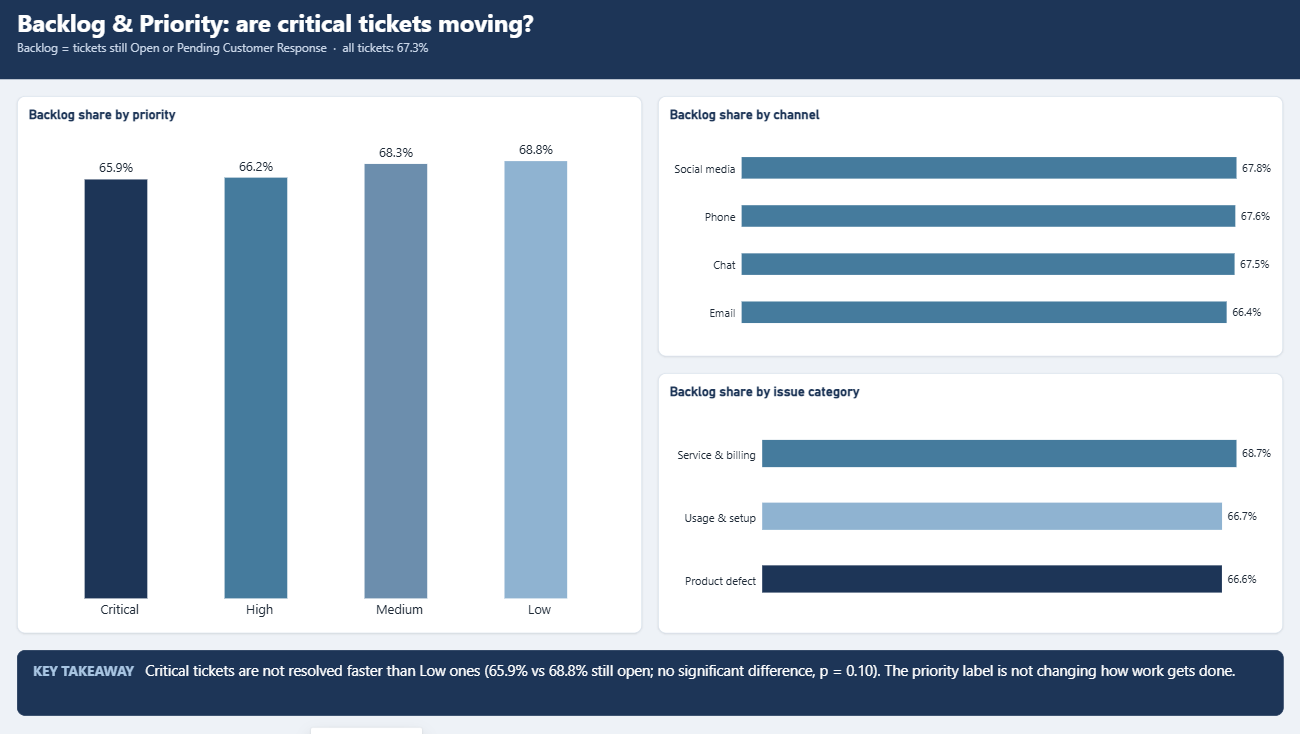 Backlog & Priority: are critical tickets moving?
Backlog = tickets still Open or Pending Customer Response · all tickets: 67.3%
Backlog share by priority
65.9%
66.2%
68.3%
68.8%
Critical
High
Medium
Low
Backlog share by channel
Social media 67.8%
Phone 67.6%
Chat 67.5%
Email 66.4%
Backlog share by issue category
Service & billing 68.7%
Usage & setup 66.7%
Product defect 66.6%
KEY TAKEAWAY Critical tickets are not resolved faster than Low ones (65.9% vs 68.8% still open; no significant difference, p = 0.10). The priority label is not changing how work gets done.